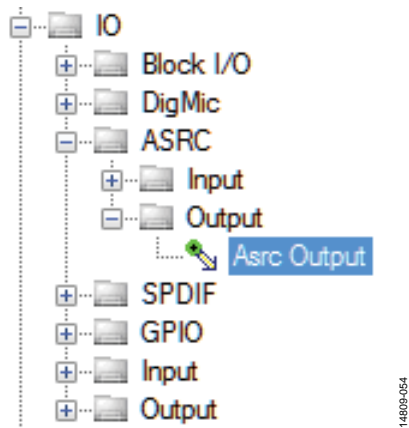 IO
Block I/O
DigMic
ASRC
Input
Output
Asrc Output
SPDIF
GPIO
Input
Output
14809-054